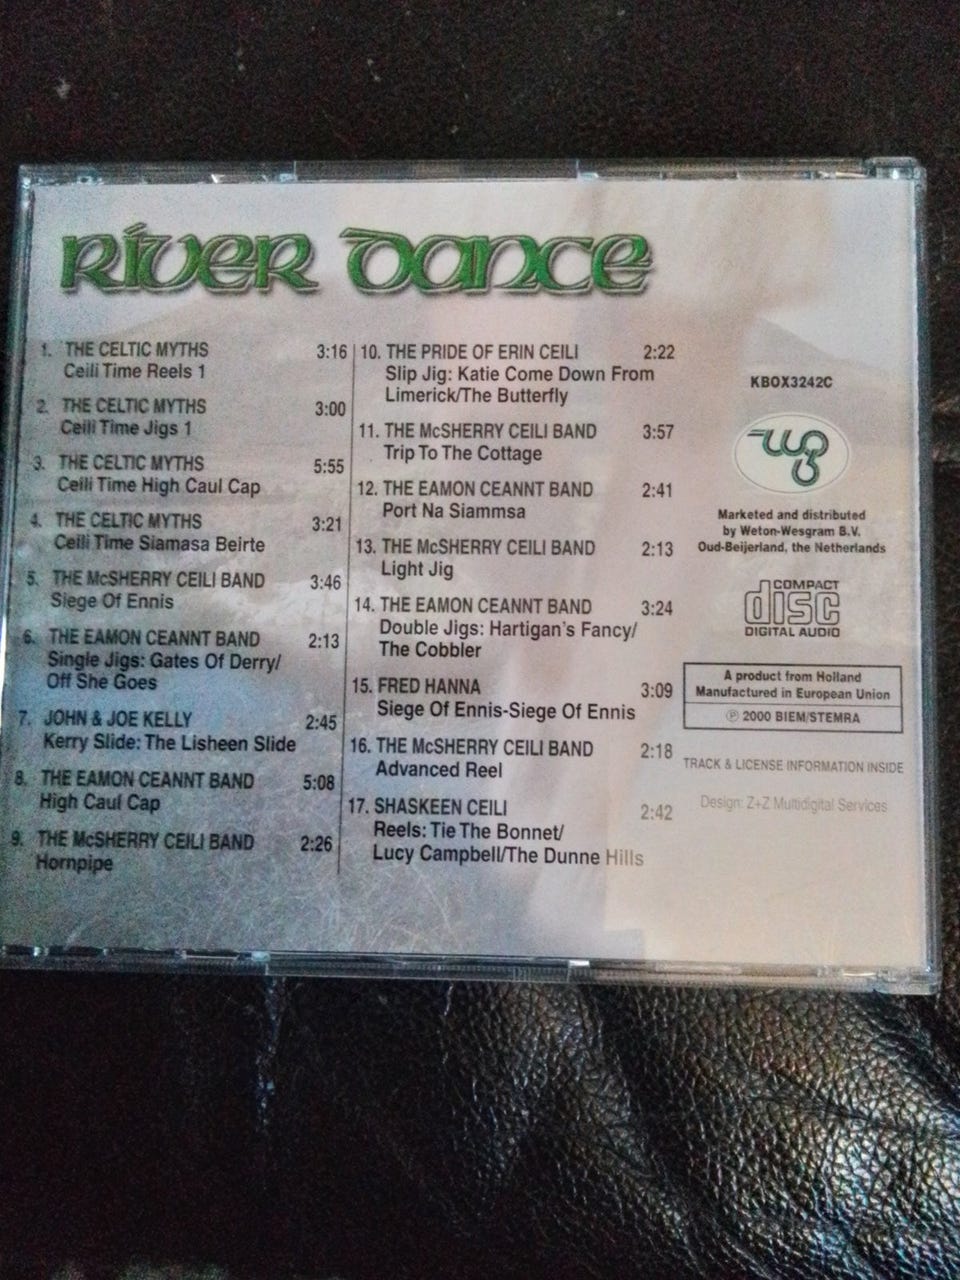 RíVER DANCE
1. THE CELTIC MYTHS 3:16
Ceili Time Reels 1
2. THE CELTIC MYTHS 3:00
Ceili Time Jigs 1
3. THE CELTIC MYTHS 5:55
Ceili Time High Caul Cap
4. THE CELTIC MYTHS 3:21
Ceili Time Siamasa Beirte
5. THE McSHERRY CEILI BAND 3:46
Siege Of Ennis
6. THE EAMON CEANNT BAND 2:13
Single Jigs: Gates Of Derry/
Off She Goes
7. JOHN & JOE KELLY 2:45
Kerry Slide: The Lisheen Slide
8. THE EAMON CEANNT BAND 5:08
High Caul Cap
9. THE McSHERRY CEILI BAND 2:26
Hornpipe
10. THE PRIDE OF ERIN CEILI 2:22
Slip Jig: Katie Come Down From
Limerick/The Butterfly
11. THE McSHERRY CEILI BAND 3:57
Trip To The Cottage
12. THE EAMON CEANNT BAND 2:41
Port Na Siammsa
13. THE McSHERRY CEILI BAND 2:13
Light Jig
14. THE EAMON CEANNT BAND 3:24
Double Jigs: Hartigan's Fancy/
The Cobbler
15. FRED HANNA 3:09
Siege Of Ennis-Siege Of Ennis
16. THE McSHERRY CEILI BAND 2:18
Advanced Reel
17. SHASKEEN CEILI 2:42
Reels: Tie The Bonnet/
Lucy Campbell/The Dunne Hills
KBOX3242C
wg
Marketed and distributed
by Weton-Wesgram B.V.
Oud-Beijerland, the Netherlands
COMPACT
disc
DIGITAL AUDIO
A product from Holland
Manufactured in European Union
℗ 2000 BIEM/STEMRA
TRACK & LICENSE INFORMATION INSIDE
Design: Z+Z Multidigital Services